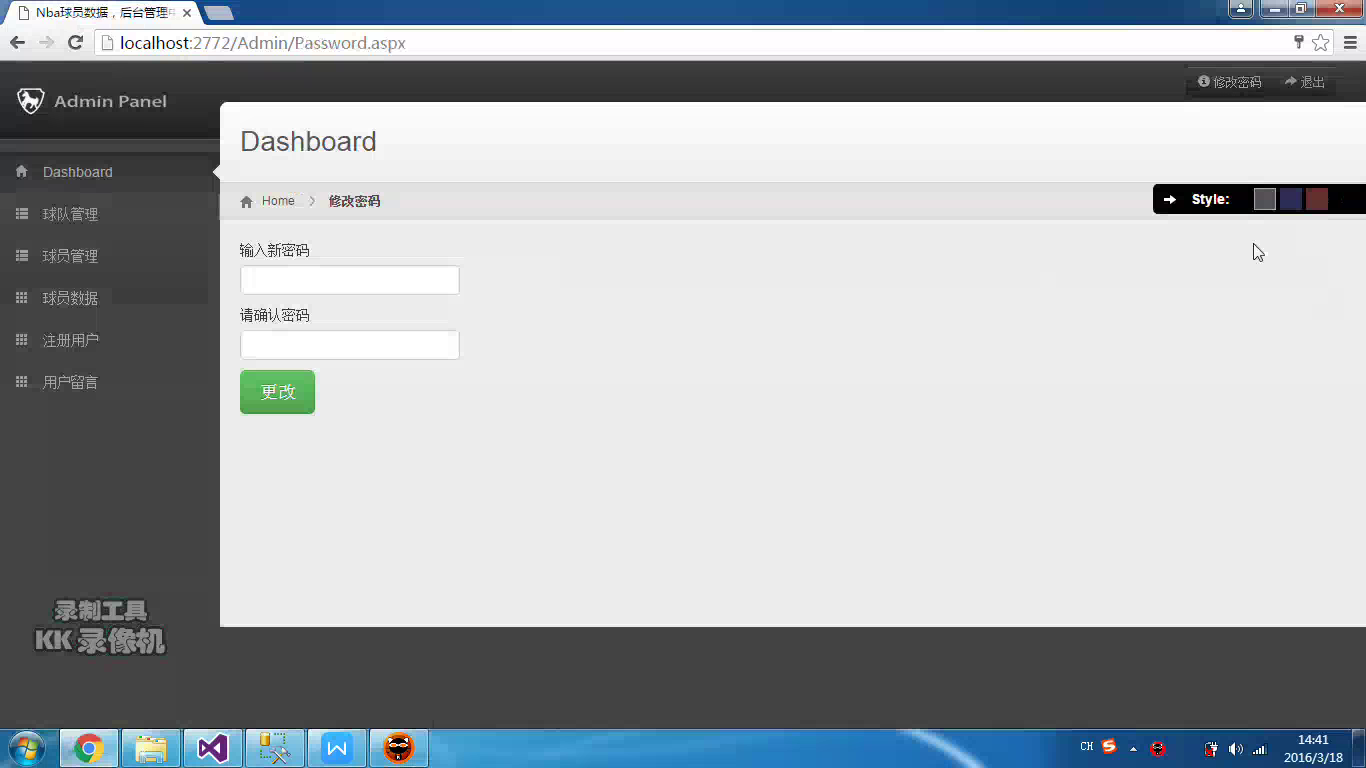 Nba球员数据，后台管理
localhost:2772/Admin/Password.aspx
修改密码 退出
Admin Panel
Dashboard
Dashboard
Home 修改密码
Style:
球队管理
球员管理
球员数据
注册用户
用户留言
输入新密码
请确认密码
更改
录制工具
KK 录像机
CH
14:41
2016/3/18